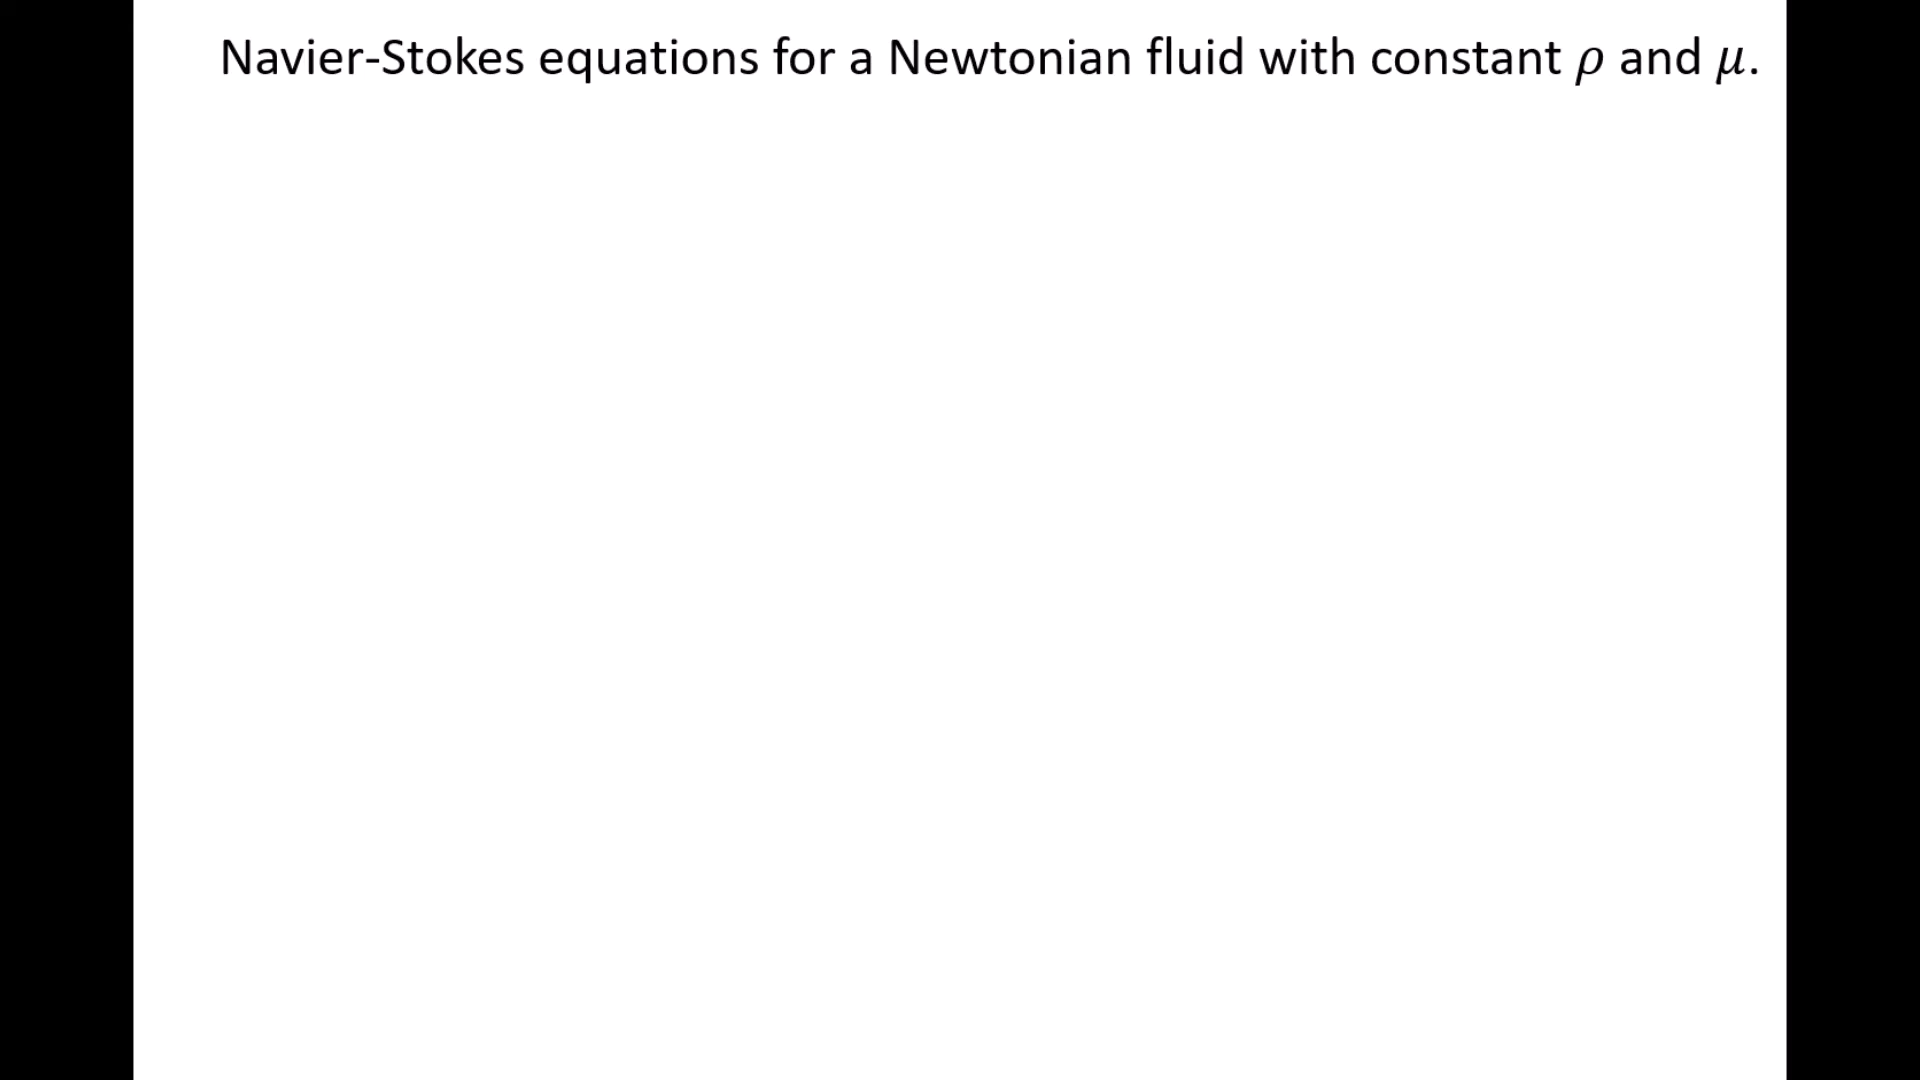 Navier-Stokes equations for a Newtonian fluid with constant ρ and μ.